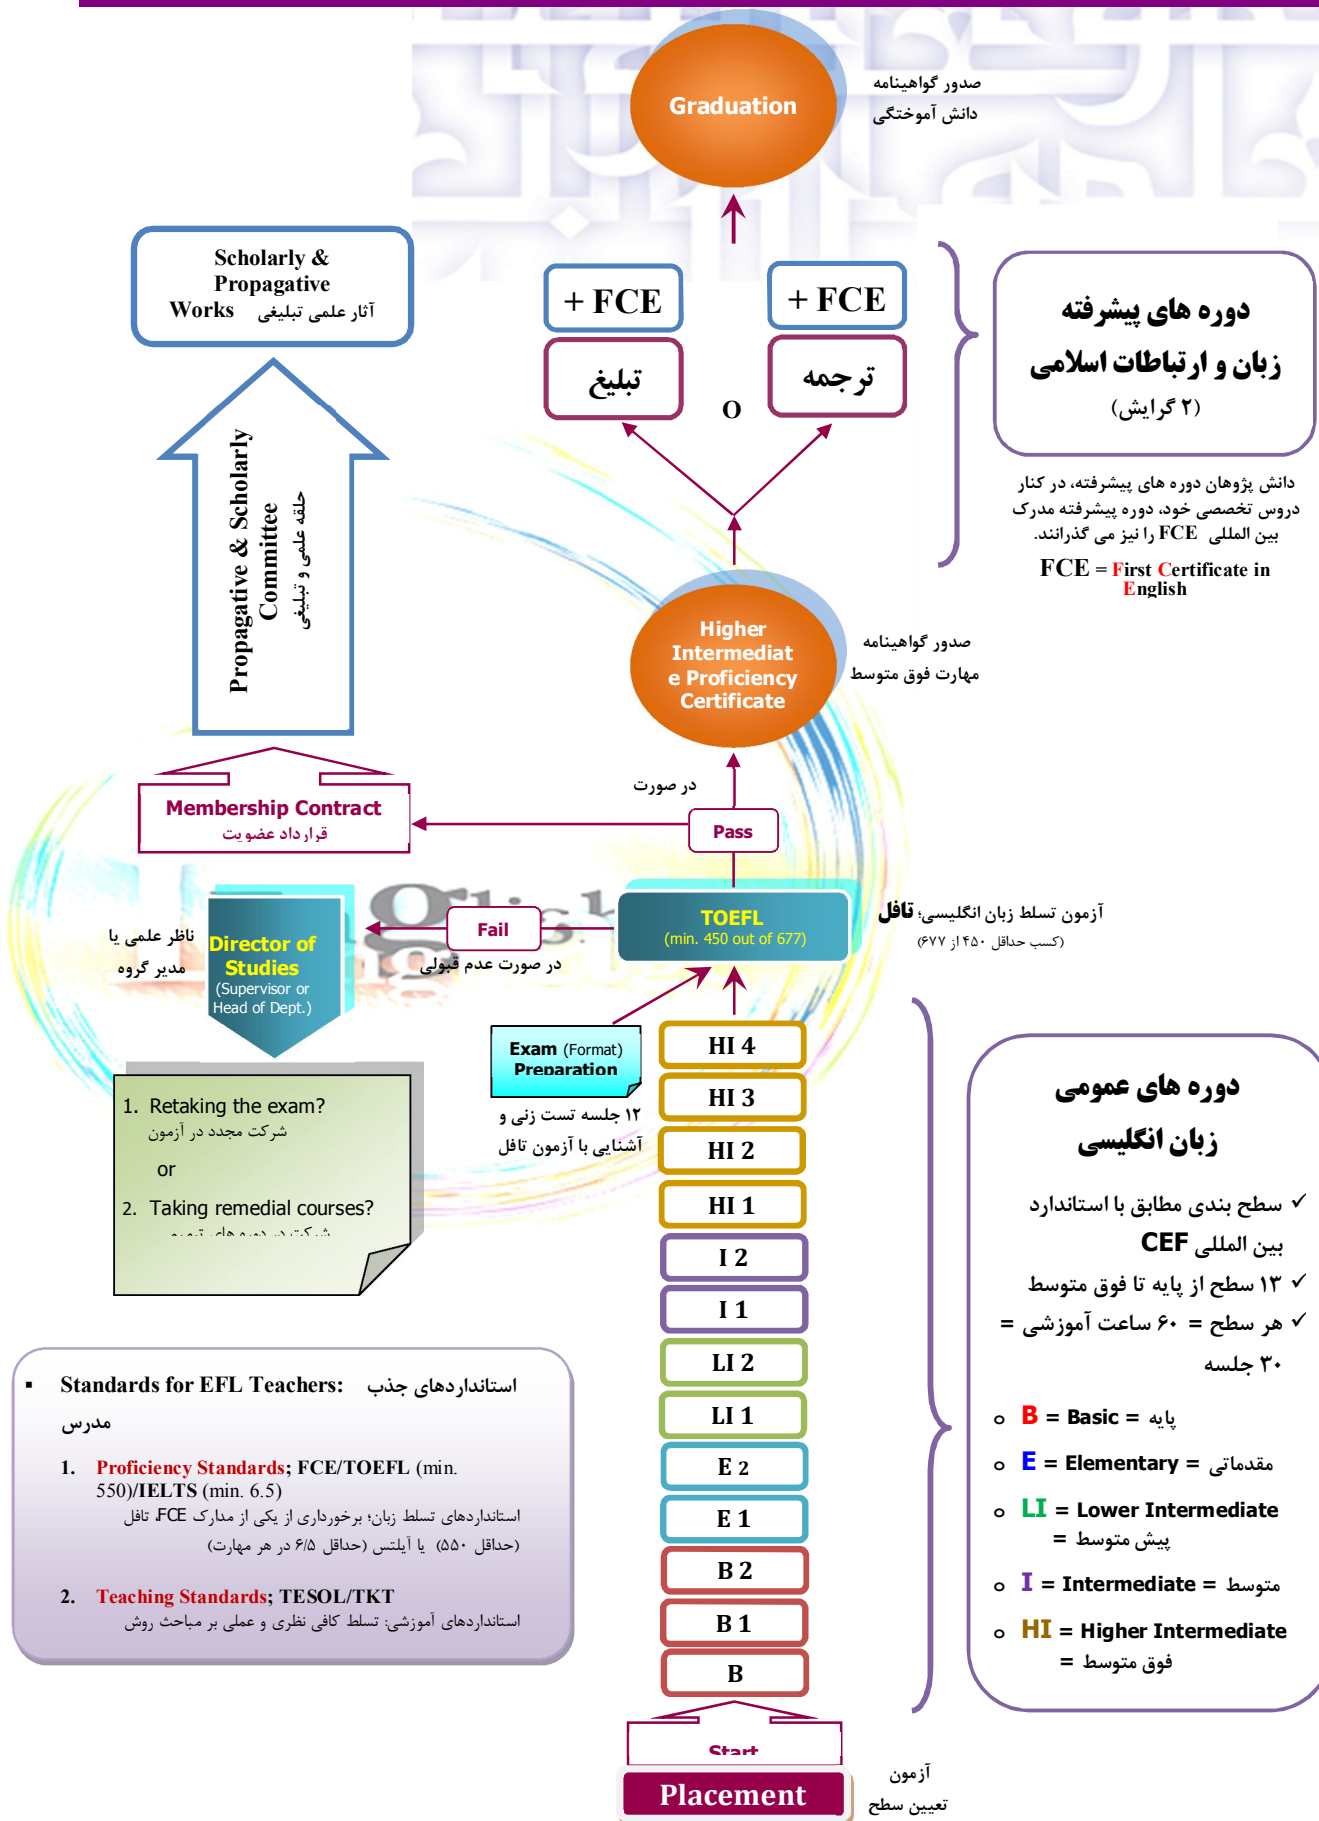 Graduation
صدور گواهینامه
دانش آموختگی
Scholarly &
Propagative
Works آثار علمی تبلیغی
+ FCE
+ FCE
تبلیغ
O
ترجمه
دوره های پیشرفته
زبان و ارتباطات اسلامی
(۲ گرایش)
دانش پژوهان دوره های پیشرفته، در کنار
دروس تخصصی خود، دوره پیشرفته مدرک
بین المللی FCE را نیز می گذرانند.
FCE = First Certificate in
English
Propagative & Scholarly
Committee
حلقه علمی و تبلیغی
Higher
Intermediat
e Proficiency
Certificate
صدور گواهینامه
مهارت فوق متوسط
در صورت
Membership Contract
قرارداد عضویت
Pass
TOEFL
(min. 450 out of 677)
آزمون تسلط زبان انگلیسی؛ تافل
(کسب حداقل ۴۵۰ از ۶۷۷)
Fail
در صورت عدم قبولی
ناظر علمی یا
مدیر گروه
Director of
Studies
(Supervisor or
Head of Dept.)
Exam (Format)
Preparation
۱۲ جلسه تست زنی و
آشنایی با آزمون تافل
1. Retaking the exam?
شرکت مجدد در آزمون
or
2. Taking remedial courses?
شرکت در دوره های
HI 4
HI 3
HI 2
HI 1
I 2
I 1
LI 2
LI 1
E 2
E 1
B 2
B 1
B
دوره های عمومی
زبان انگلیسی
✓ سطح بندی مطابق با استاندارد
بین المللی CEF
✓ ۱۳ سطح از پایه تا فوق متوسط
✓ هر سطح = ۶۰ ساعت آموزشی =
۳۰ جلسه
o B = Basic = پایه
o E = Elementary = مقدماتی
o LI = Lower Intermediate
= پیش متوسط
o I = Intermediate = متوسط
o HI = Higher Intermediate
= فوق متوسط
▪ Standards for EFL Teachers: استانداردهای جذب
مدرس
1. Proficiency Standards; FCE/TOEFL (min.
550)/IELTS (min. 6.5)
استانداردهای تسلط زبان؛ برخورداری از یکی از مدارک FCE، تافل
(حداقل ۵۵۰) یا آیلتس (حداقل ۶/۵ در هر مهارت)
2. Teaching Standards; TESOL/TKT
استانداردهای آموزشی: تسلط کافی نظری و عملی بر مباحث روش
Start
Placement
آزمون
تعیین سطح